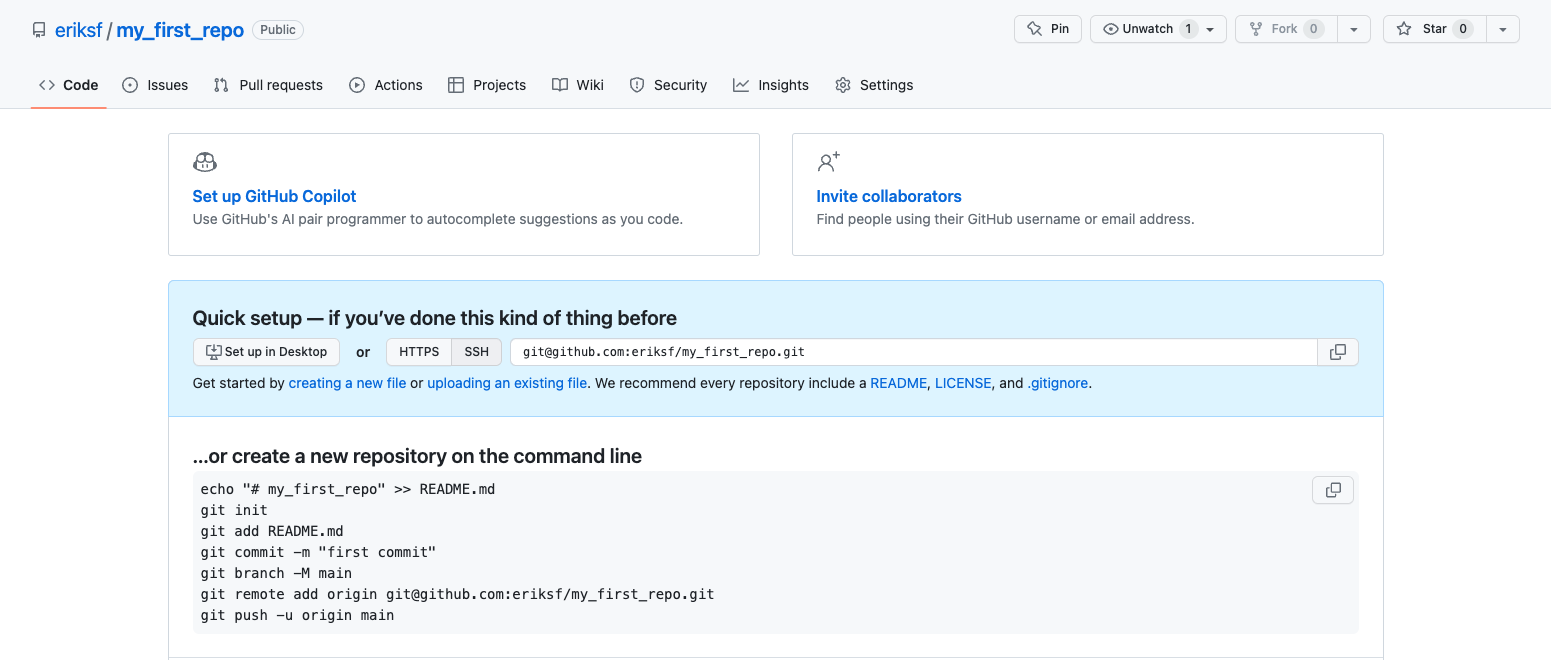 eriksf / my_first_repo Public
Pin Unwatch 1 Fork 0 Star 0
Code Issues Pull requests Actions Projects Wiki Security Insights Settings
Set up GitHub Copilot
Use GitHub's AI pair programmer to autocomplete suggestions as you code.
Invite collaborators
Find people using their GitHub username or email address.
Quick setup — if you’ve done this kind of thing before
Set up in Desktop or HTTPS SSH git@github.com:eriksf/my_first_repo.git
Get started by creating a new file or uploading an existing file. We recommend every repository include a README, LICENSE, and .gitignore.
…or create a new repository on the command line
echo "# my_first_repo" >> README.md
git init
git add README.md
git commit -m "first commit"
git branch -M main
git remote add origin git@github.com:eriksf/my_first_repo.git
git push -u origin main